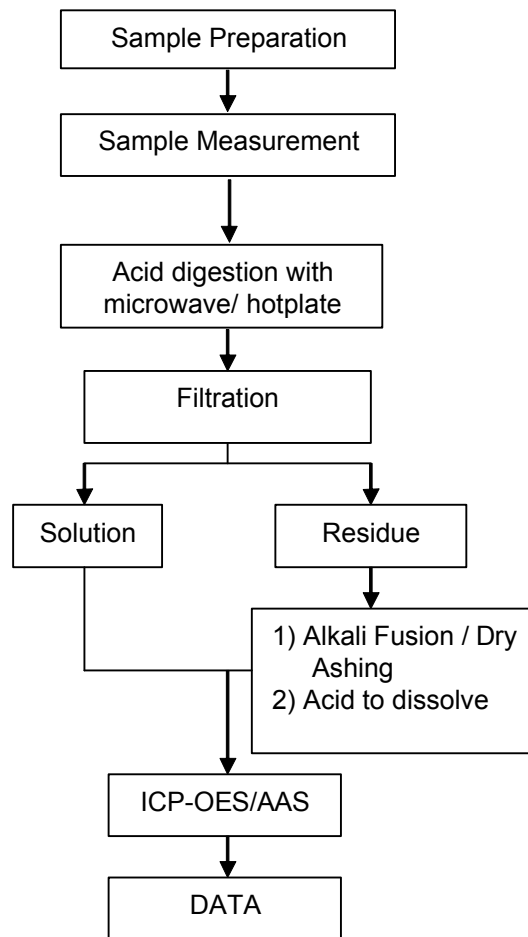 Sample Preparation
Sample Measurement
Acid digestion with
microwave/ hotplate
Filtration
Solution
Residue
1) Alkali Fusion / Dry
Ashing
2) Acid to dissolve
ICP-OES/AAS
DATA